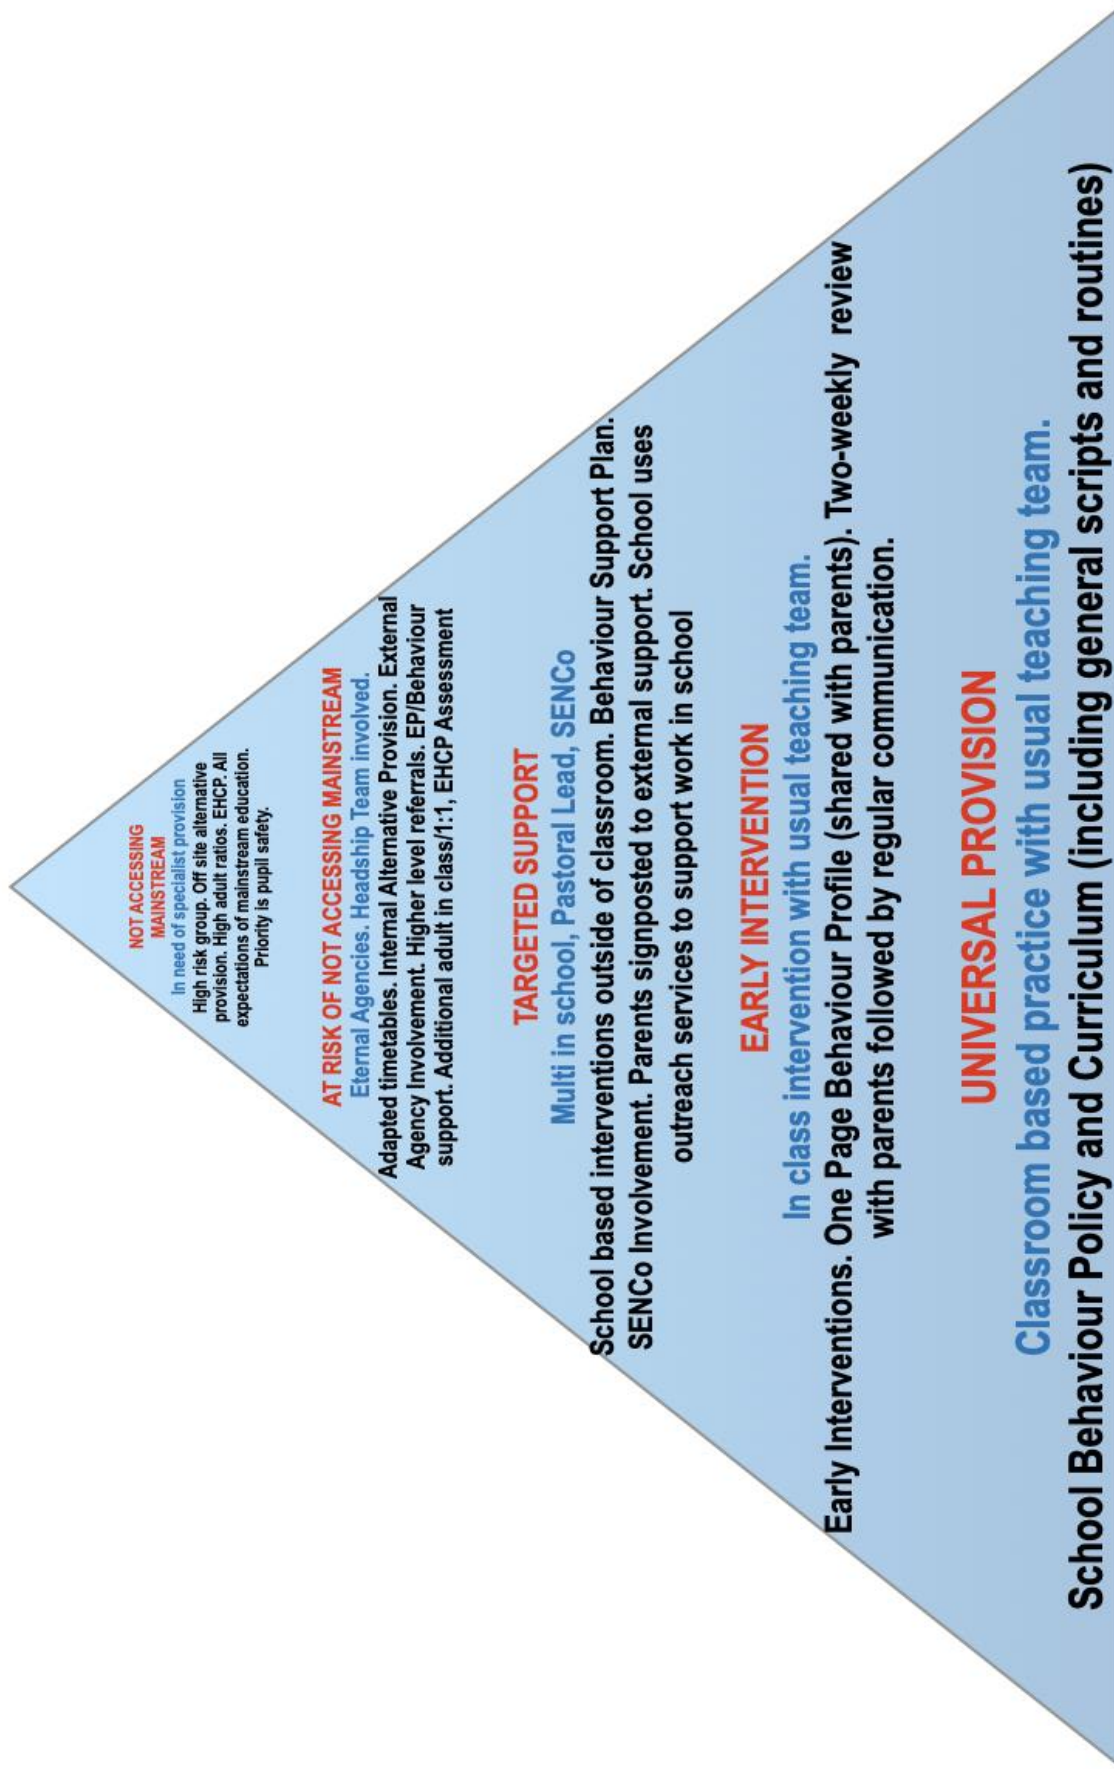 NOT ACCESSING
MAINSTREAM
In need of specialist provision
High risk group. Off site alternative
provision. High adult ratios. EHCP. All
expectations of mainstream education.
Priority is pupil safety.
AT RISK OF NOT ACCESSING MAINSTREAM
Eternal Agencies. Headship Team involved.
Adapted timetables. Internal Alternative Provision. External
Agency Involvement. Higher level referrals. EP/Behaviour
support. Additional adult in class/1:1, EHCP Assessment
TARGETED SUPPORT
Multi in school, Pastoral Lead, SENCo
School based interventions outside of classroom. Behaviour Support Plan.
SENCo Involvement. Parents signposted to external support. School uses
outreach services to support work in school
EARLY INTERVENTION
In class intervention with usual teaching team.
Early Interventions. One Page Behaviour Profile (shared with parents). Two-weekly review
with parents followed by regular communication.
UNIVERSAL PROVISION
Classroom based practice with usual teaching team.
School Behaviour Policy and Curriculum (including general scripts and routines)